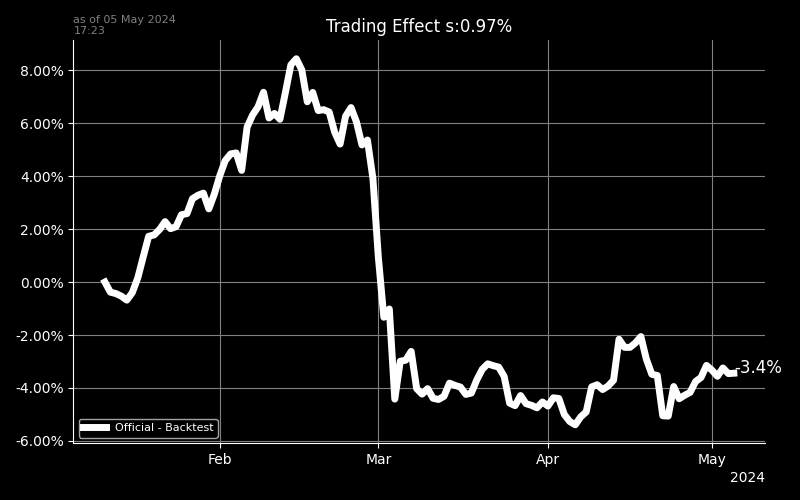 as of 05 May 2024
17:23
Trading Effect s:0.97%
8.00%
6.00%
4.00%
2.00%
0.00%
-2.00%
-4.00%
-6.00%
-3.4%
Official - Backtest
Feb
Mar
Apr
May
2024